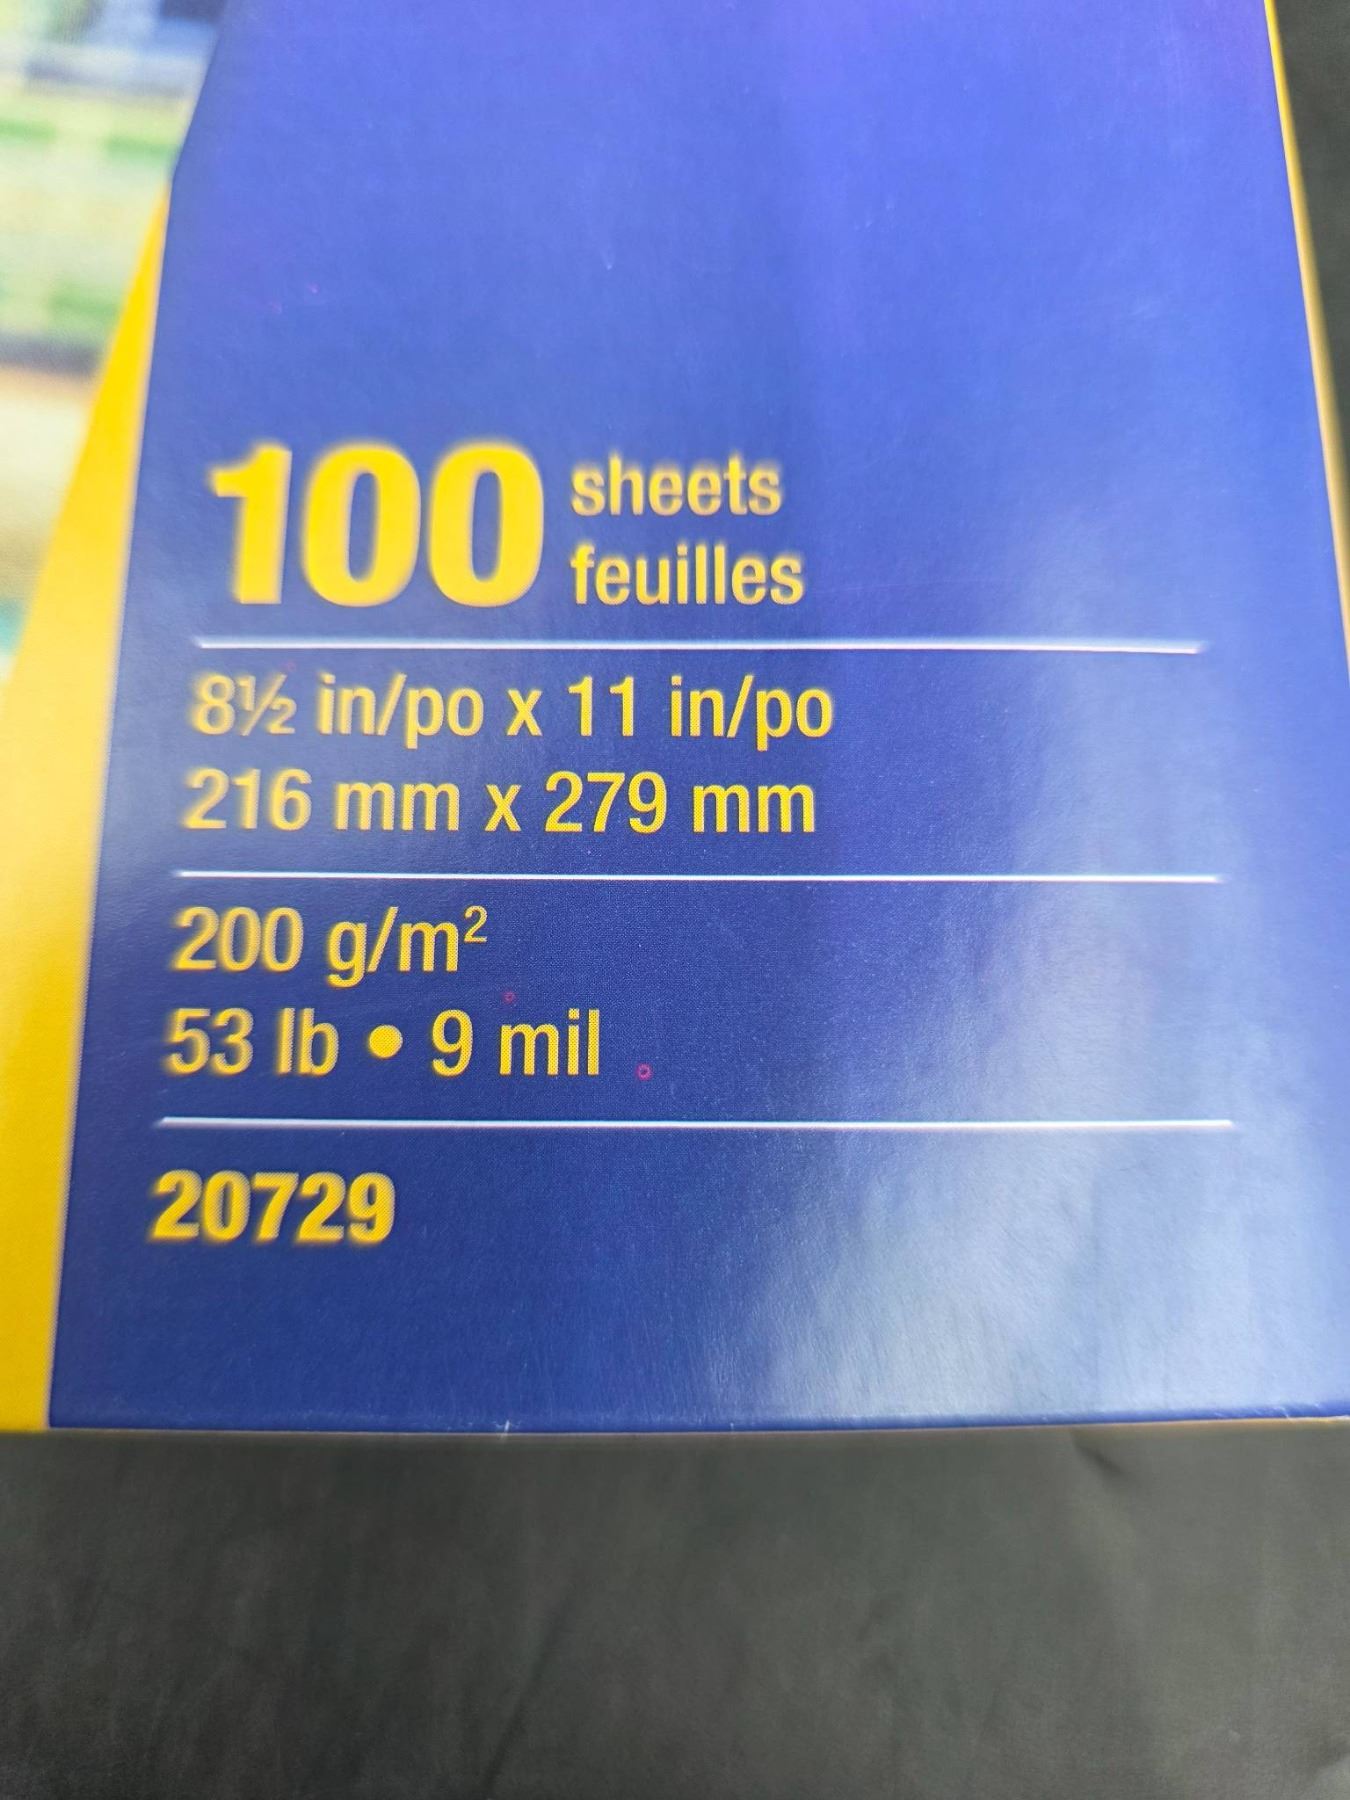 100 sheets
feuilles
8½ in/po x 11 in/po
216 mm x 279 mm
200 g/m²
53 lb • 9 mil
20729